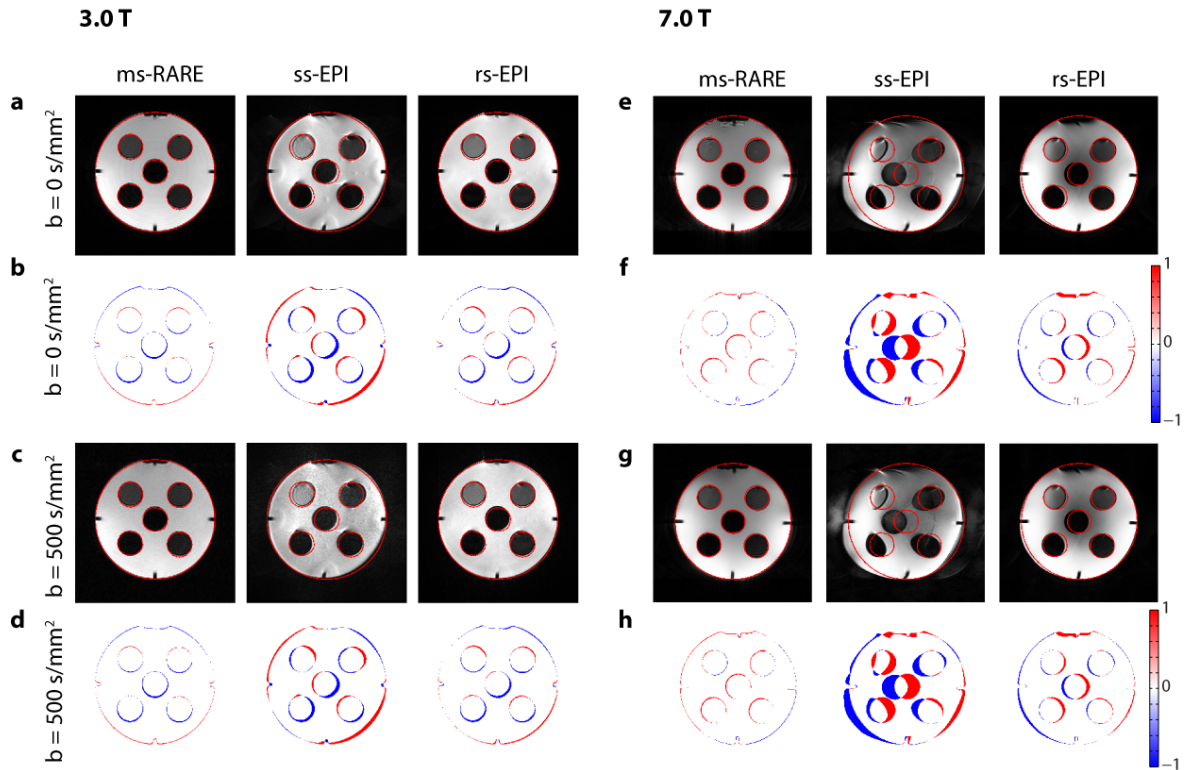 3.0 T
7.0 T
ms-RARE ss-EPI rs-EPI
ms-RARE ss-EPI rs-EPI
a
b = 0 s/mm²
e
b
b = 0 s/mm²
f
1
0
−1
c
b = 500 s/mm²
g
d
b = 500 s/mm²
h
1
0
−1